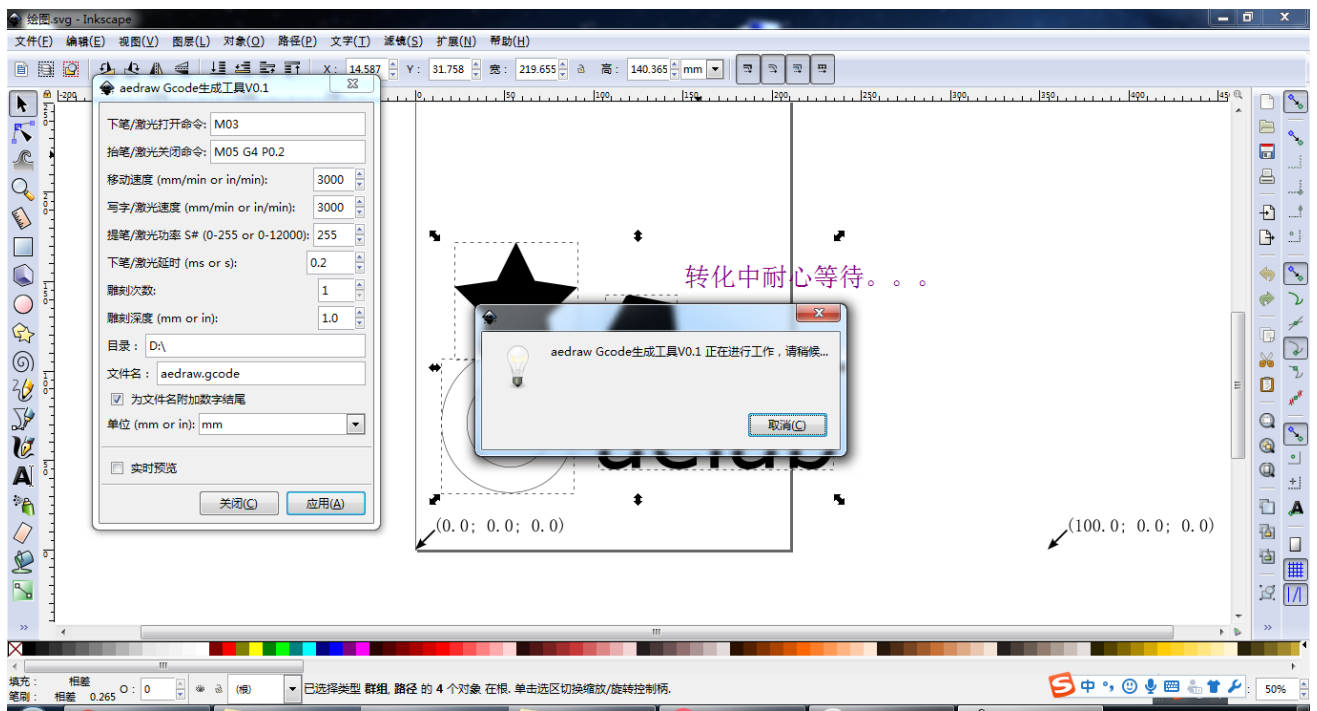 绘图.svg - Inkscape
文件(F) 编辑(E) 视图(V) 图层(L) 对象(O) 路径(P) 文字(T) 滤镜(S) 扩展(N) 帮助(H)
X: 14.587 Y: 31.758 宽: 219.655 高: 140.365 mm
aedraw Gcode生成工具V0.1
下笔/激光打开命令: M03
抬笔/激光关闭命令: M05 G4 P0.2
移动速度 (mm/min or in/min): 3000
写字/激光速度 (mm/min or in/min): 3000
提笔/激光功率 S# (0-255 or 0-12000): 255
下笔/激光延时 (ms or s): 0.2
雕刻次数: 1
雕刻深度 (mm or in): 1.0
目录: D:\
文件名: aedraw.gcode
为文件名附加数字结尾
单位 (mm or in): mm
实时预览
关闭(C) 应用(A)
转化中耐心等待。。。
aedraw Gcode生成工具V0.1 正在进行工作，请稍候...
取消(C)
(0.0; 0.0; 0.0)
(100.0; 0.0; 0.0)
填充: 相差
笔刷: 相差 0.265 O: 0 (根) 已选择类型 群组, 路径 的 4 个对象 在根. 单击选区切换缩放/旋转控制柄.
中
: 50%